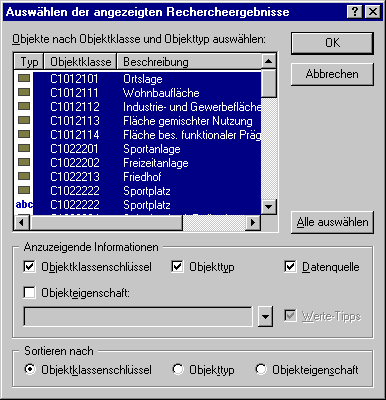 Auswählen der angezeigten Rechercheergebnisse
Objekte nach Objektklasse und Objekttyp auswählen:
OK
Abbrechen
Typ Objektklasse Beschreibung
C1012101 Ortslage
C1012111 Wohnbaufläche
C1012112 Industrie- und Gewerbefläche
C1012113 Fläche gemischter Nutzung
C1012114 Fläche bes. funktionaler Präg
C1022201 Sportanlage
C1022202 Freizeitanlage
C1022213 Friedhof
C1022222 Sportplatz
abc C1022222 Sportplatz
Alle auswählen
Anzuzeigende Informationen
Objektklassenschlüssel Objekttyp Datenquelle
Objekteigenschaft:
Werte-Tipps
Sortieren nach
Objektklassenschlüssel Objekttyp Objekteigenschaft